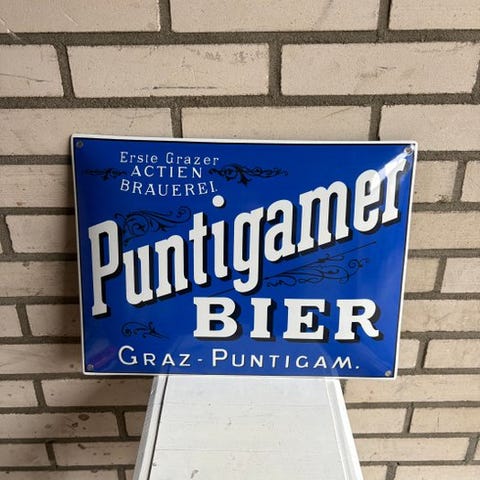 Erste Grazer
ACTIEN
BRAUEREI.
Puntigamer
BIER
GRAZ-PUNTIGAM.